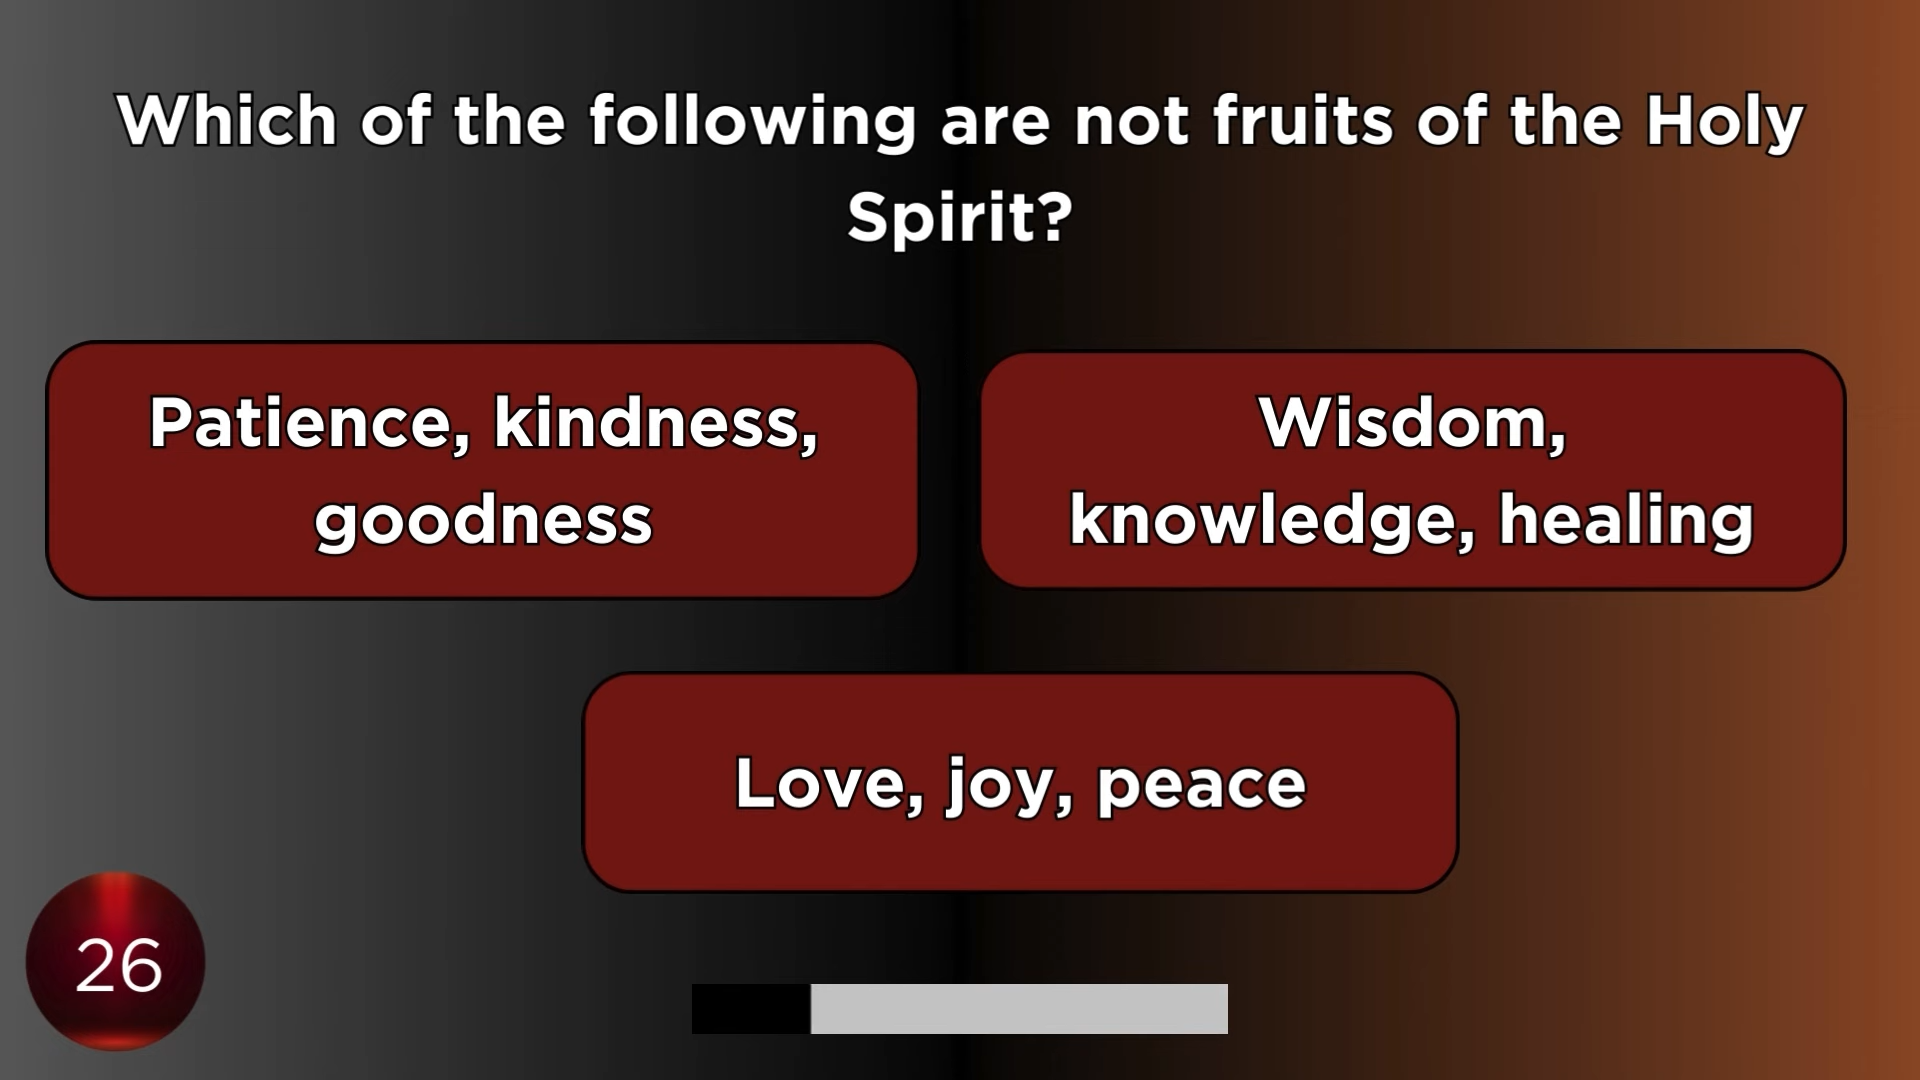 Which of the following are not fruits of the Holy
Spirit?
Patience, kindness,
goodness
Wisdom,
knowledge, healing
Love, joy, peace
26